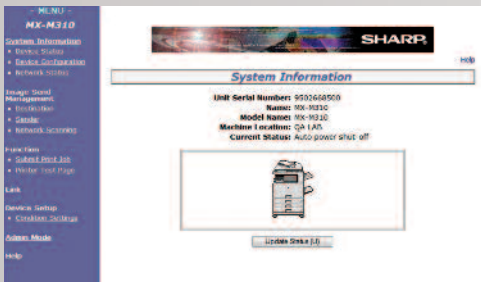 - MENU -
MX-M310
System Information
Device Status
Device Configuration
Network Status
Image Send
Management
Destination
Sender
Network Scanning
Function
Submit Print Job
Printer Test Page
Link
Device Setup
Condition Settings
Admin Mode
Help
SHARP
Help
System Information
Unit Serial Number: 9502668500
Name: MX-M310
Model Name: MX-M310
Machine Location: QA LAB
Current Status: Auto power shut-off
Update Status (U)